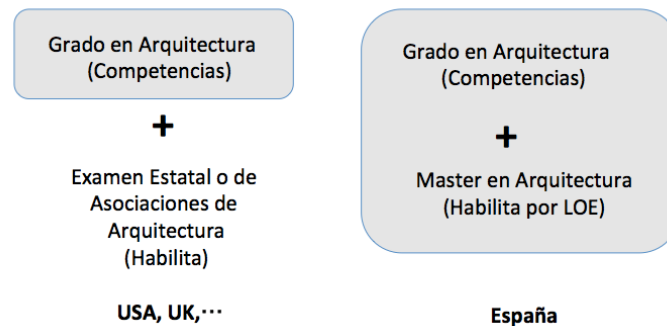 Grado en Arquitectura
(Competencias)
+
Examen Estatal o de
Asociaciones de
Arquitectura
(Habilita)
USA, UK,⋯
Grado en Arquitectura
(Competencias)
+
Master en Arquitectura
(Habilita por LOE)
España